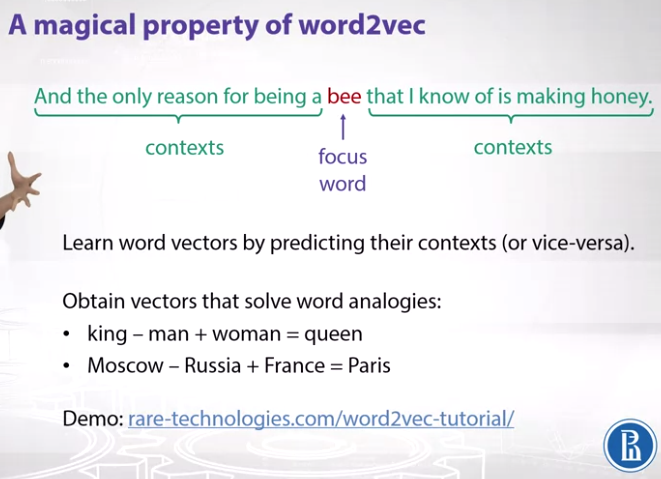 A magical property of word2vec
And the only reason for being a bee that I know of is making honey.
contexts
focus
word
contexts
Learn word vectors by predicting their contexts (or vice-versa).
Obtain vectors that solve word analogies:
• king – man + woman = queen
• Moscow – Russia + France = Paris
Demo: rare-technologies.com/word2vec-tutorial/